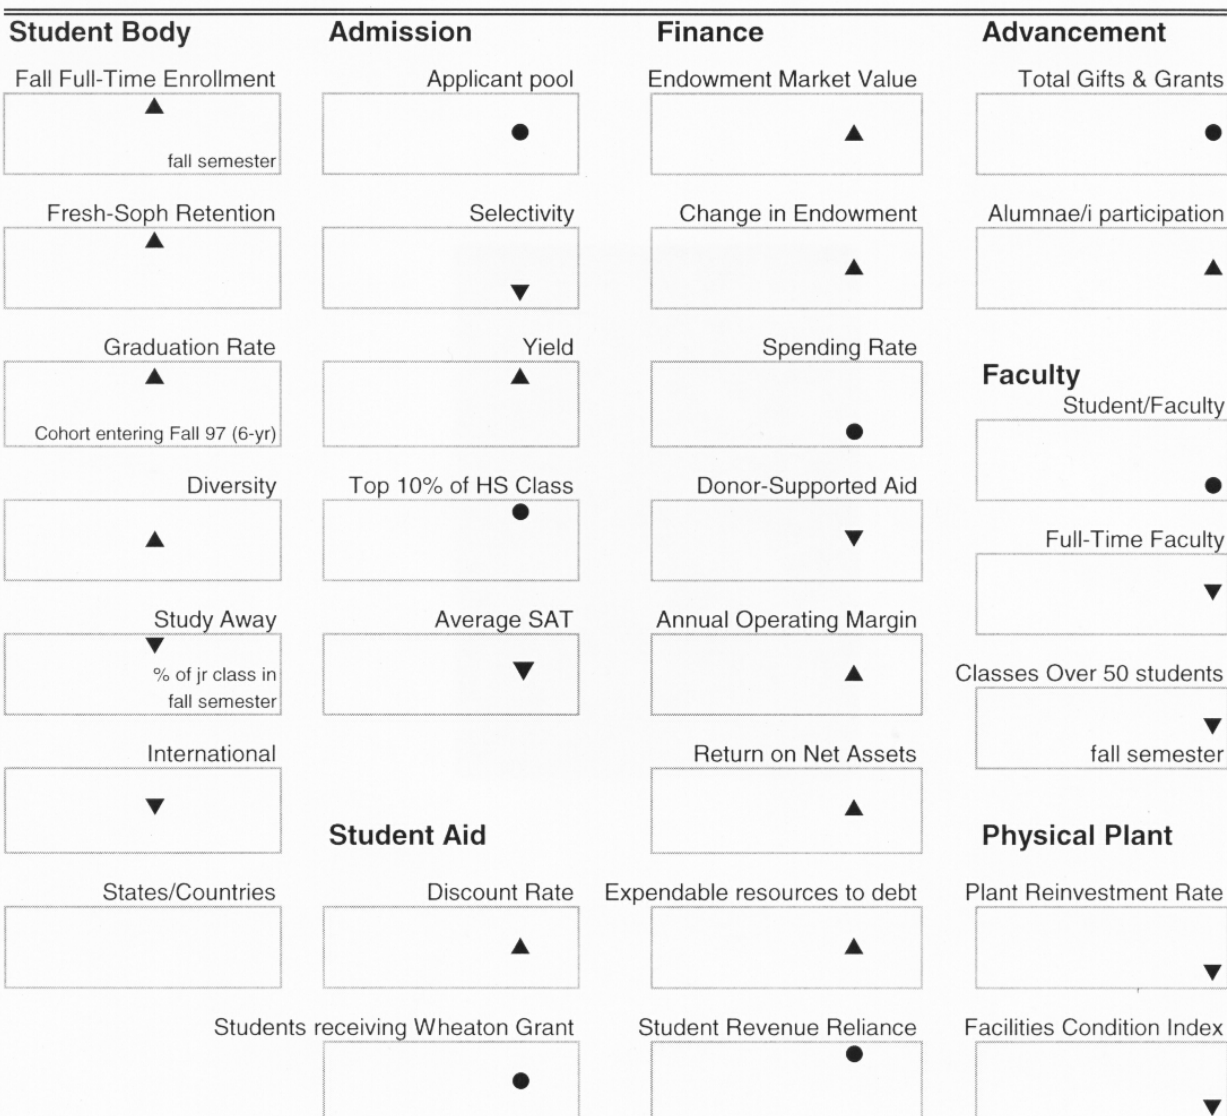 Student Body
Fall Full-Time Enrollment
fall semester
Fresh-Soph Retention
Graduation Rate
Cohort entering Fall 97 (6-yr)
Diversity
Study Away
% of jr class in
fall semester
International
States/Countries
Admission
Applicant pool
Selectivity
Yield
Top 10% of HS Class
Average SAT
Student Aid
Discount Rate
Students receiving Wheaton Grant
Finance
Endowment Market Value
Change in Endowment
Spending Rate
Donor-Supported Aid
Annual Operating Margin
Return on Net Assets
Expendable resources to debt
Student Revenue Reliance
Advancement
Total Gifts & Grants
Alumnae/i participation
Faculty
Student/Faculty
Full-Time Faculty
Classes Over 50 students
fall semester
Physical Plant
Plant Reinvestment Rate
Facilities Condition Index